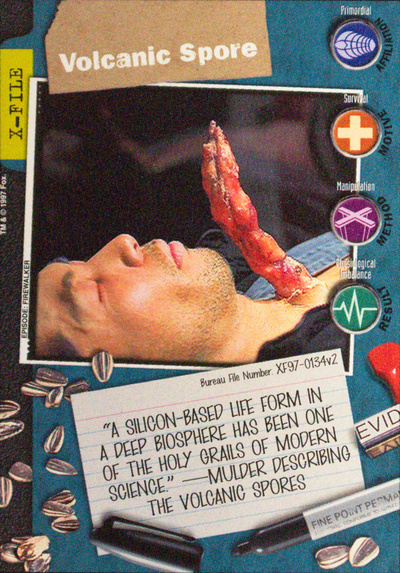 Volcanic Spore
X-FILE
TM & © 1997 Fox.
EPISODE: FIREWALKER
Primordial
AFFILIATION
Survival
MOTIVE
Manipulation
METHOD
Physiological
Imbalance
RESULT
Bureau File Number: XF97-0134v2
"A SILICON-BASED LIFE FORM IN
A DEEP BIOSPHERE HAS BEEN ONE
OF THE HOLY GRAILS OF MODERN
SCIENCE." —MULDER DESCRIBING
THE VOLCANIC SPORES
EVID
FINE POINT PERMA